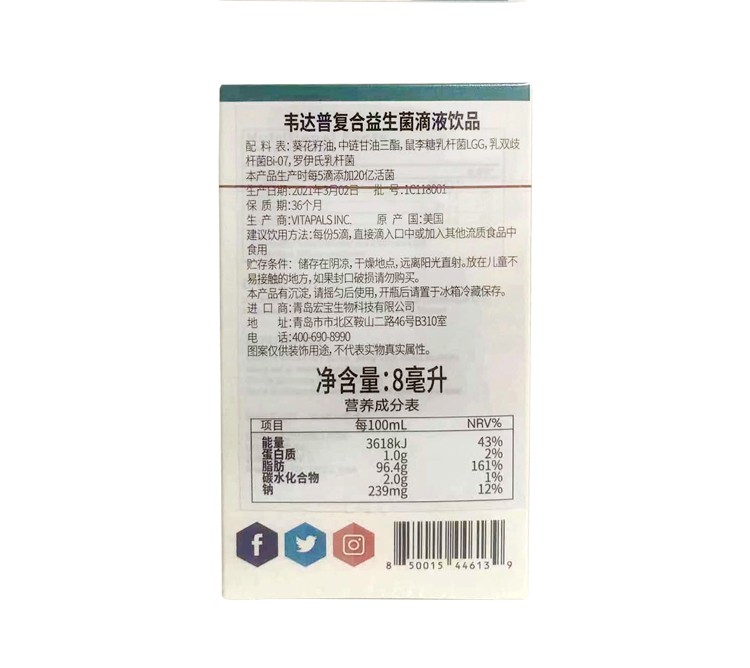 韦达普复合益生菌滴液饮品
配 料 表：葵花籽油，中链甘油三酯，鼠李糖乳杆菌LGG，乳双歧
杆菌Bi-07，罗伊氏乳杆菌
本产品生产时每5滴添加20亿活菌
生产日期：2021年3月02日 批 号：1C118001
保 质 期：36个月
生 产 商：VITAPALS INC. 原 产 国：美国
建议饮用方法：每份5滴，直接滴入口中或加入其他流质食品中
食用
贮存条件：储存在阴凉，干燥地点，远离阳光直射。放在儿童不
易接触的地方，如果封口破损请勿购买。
本产品有沉淀，请摇匀后使用，开瓶后请置于冰箱冷藏保存。
进 口 商：青岛宏宝生物科技有限公司
地 址：青岛市市北区鞍山二路46号B310室
电 话：400-690-8990
图案仅供装饰用途，不代表实物真实属性。
净含量：8毫升
营养成分表
项目 每100mL NRV%
能量 3618kJ 43%
蛋白质 1.0g 2%
脂肪 96.4g 161%
碳水化合物 2.0g 1%
钠 239mg 12%
8 50015 44613 9